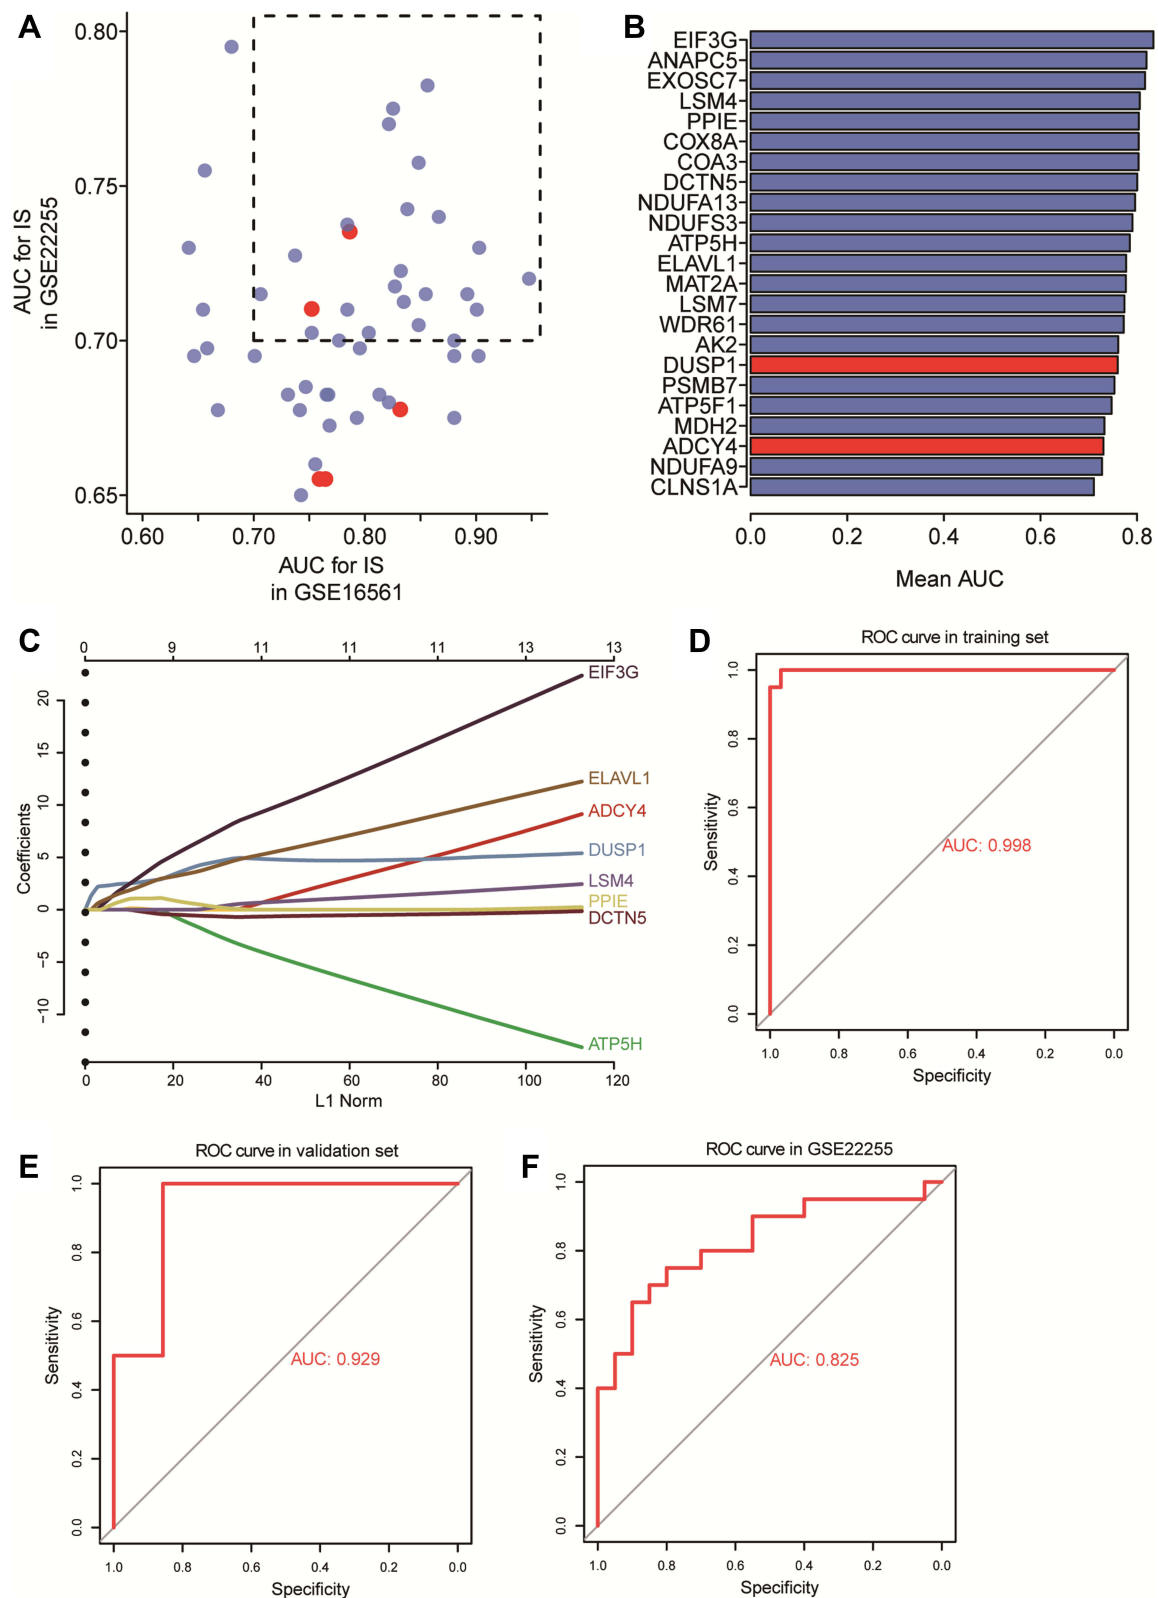 A
0.80
0.75
0.70
0.65
AUC for IS
in GSE22255
0.60
0.70
0.80
0.90
AUC for IS
in GSE16561
B
EIF3G
ANAPC5
EXOSC7
LSM4
PPIE
COX8A
COA3
DCTN5
NDUFA13
NDUFS3
ATP5H
ELAVL1
MAT2A
LSM7
WDR61
AK2
DUSP1
PSMB7
ATP5F1
MDH2
ADCY4
NDUFA9
CLNS1A
0.0
0.2
0.4
0.6
0.8
Mean AUC
C
0
9
11
11
11
13
13
20
15
10
5
0
−5
−10
Coefficients
EIF3G
ELAVL1
ADCY4
DUSP1
LSM4
PPIE
DCTN5
ATP5H
0
20
40
60
80
100
120
L1 Norm
D
ROC curve in training set
1.0
0.8
0.6
0.4
0.2
0.0
Sensitivity
AUC: 0.998
1.0
0.8
0.6
0.4
0.2
0.0
Specificity
E
ROC curve in validation set
1.0
0.8
0.6
0.4
0.2
0.0
Sensitivity
AUC: 0.929
1.0
0.8
0.6
0.4
0.2
0.0
Specificity
F
ROC curve in GSE22255
1.0
0.8
0.6
0.4
0.2
0.0
Sensitivity
AUC: 0.825
1.0
0.8
0.6
0.4
0.2
0.0
Specificity